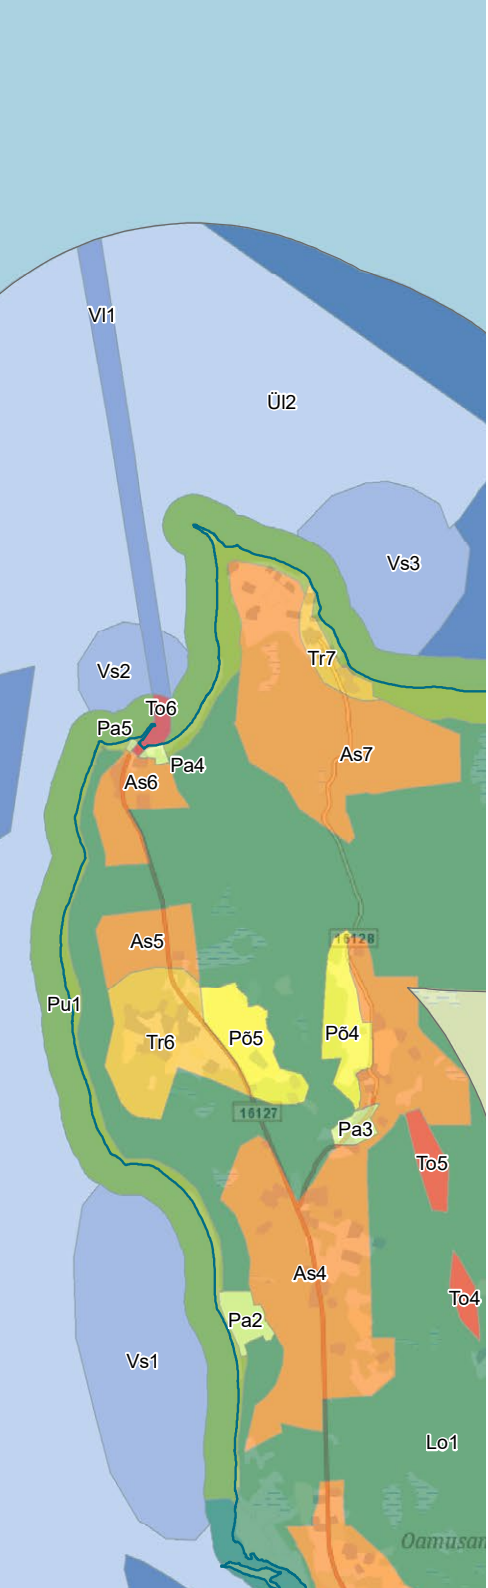 Vl1
Ül2
Vs3
Tr7
Vs2
To6
Pa5
As7
Pa4
As6
16128
As5
Pu1
Põ4
Põ5
Tr6
16127
Pa3
To5
As4
To4
Pa2
Vs1
Lo1
Oamusan